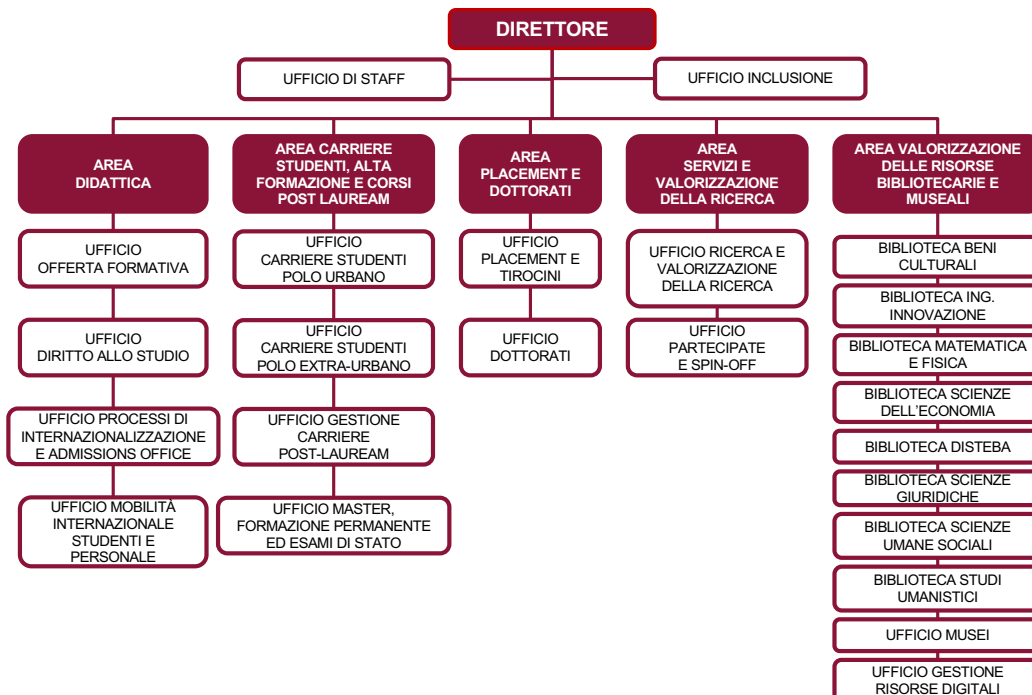 DIRETTORE
UFFICIO DI STAFF
UFFICIO INCLUSIONE
AREA
DIDATTICA
UFFICIO
OFFERTA FORMATIVA
UFFICIO
DIRITTO ALLO STUDIO
UFFICIO PROCESSI DI
INTERNAZIONALIZZAZIONE
E ADMISSIONS OFFICE
UFFICIO MOBILITÀ
INTERNAZIONALE
STUDENTI E
PERSONALE
AREA CARRIERE
STUDENTI, ALTA
FORMAZIONE E CORSI
POST LAUREAM
UFFICIO
CARRIERE STUDENTI
POLO URBANO
UFFICIO
CARRIERE STUDENTI
POLO EXTRA-URBANO
UFFICIO GESTIONE
CARRIERE
POST-LAUREAM
UFFICIO MASTER,
FORMAZIONE PERMANENTE
ED ESAMI DI STATO
AREA
PLACEMENT E
DOTTORATI
UFFICIO
PLACEMENT E
TIROCINI
UFFICIO
DOTTORATI
AREA
SERVIZI E
VALORIZZAZIONE
DELLA RICERCA
UFFICIO RICERCA E
VALORIZZAZIONE
DELLA RICERCA
UFFICIO
PARTECIPATE
E SPIN-OFF
AREA VALORIZZAZIONE
DELLE RISORSE
BIBLIOTECARIE E
MUSEALI
BIBLIOTECA BENI
CULTURALI
BIBLIOTECA ING.
INNOVAZIONE
BIBLIOTECA MATEMATICA
E FISICA
BIBLIOTECA SCIENZE
DELL'ECONOMIA
BIBLIOTECA DISTEBA
BIBLIOTECA SCIENZE
GIURIDICHE
BIBLIOTECA SCIENZE
UMANE SOCIALI
BIBLIOTECA STUDI
UMANISTICI
UFFICIO MUSEI
UFFICIO GESTIONE
RISORSE DIGITALI